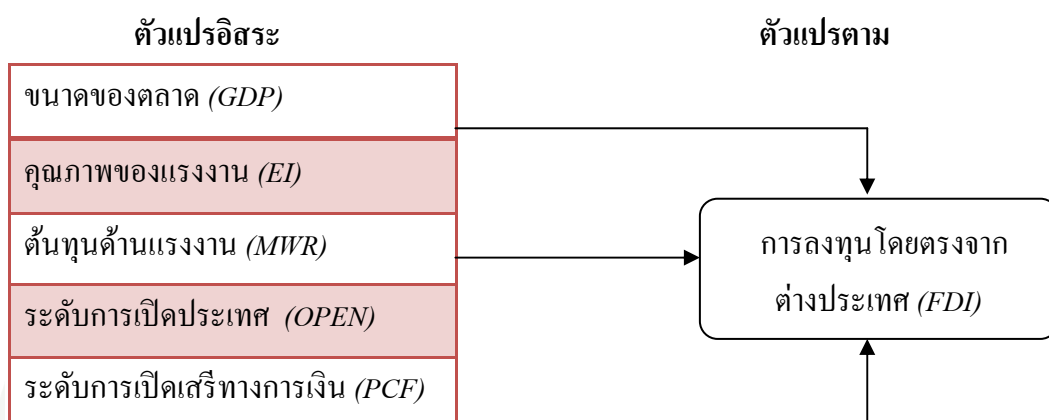 ตัวแปรอิสระ
ตัวแปรตาม
ขนาดของตลาด (GDP)
คุณภาพของแรงงาน (EI)
ต้นทุนด้านแรงงาน (MWR)
ระดับการเปิดประเทศ (OPEN)
ระดับการเปิดเสรีทางการเงิน (PCF)
การลงทุนโดยตรงจาก
ต่างประเทศ (FDI)